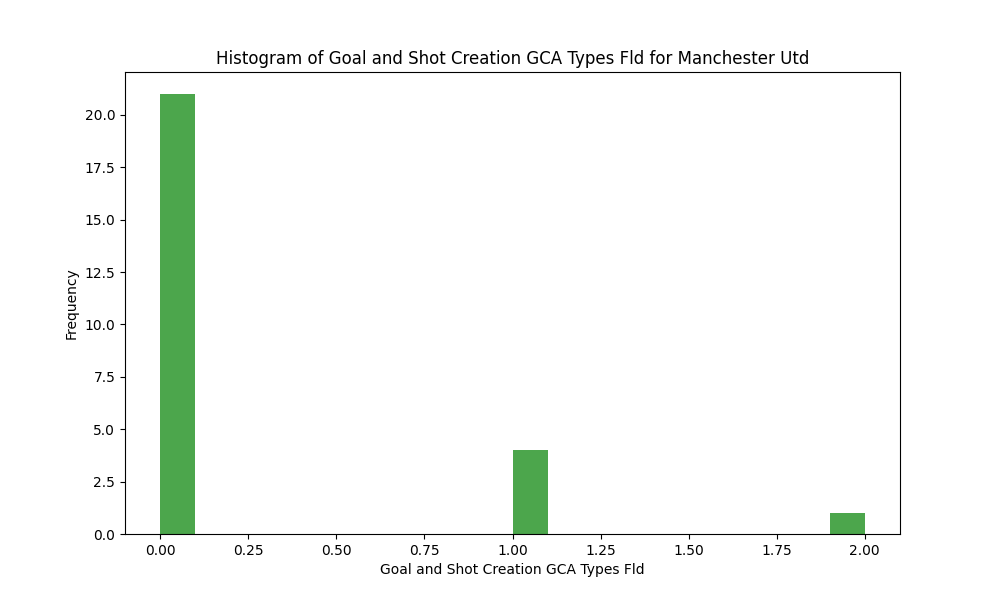 Histogram of Goal and Shot Creation GCA Types Fld for Manchester Utd
20.0
17.5
15.0
12.5
10.0
7.5
5.0
2.5
0.0
Frequency
0.00 0.25 0.50 0.75 1.00 1.25 1.50 1.75 2.00
Goal and Shot Creation GCA Types Fld